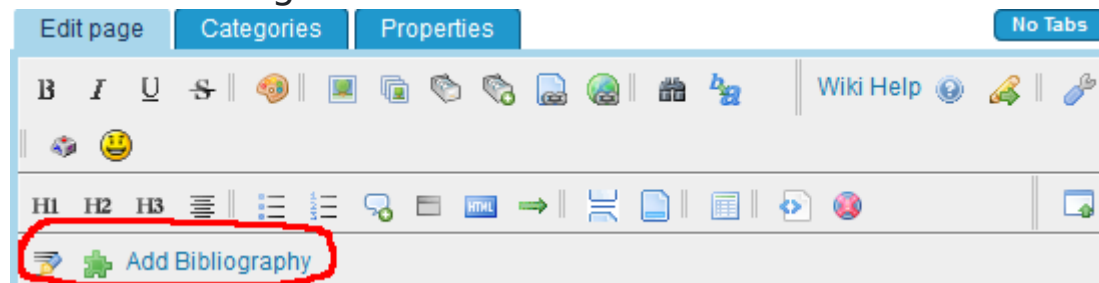 Edit page Categories Properties No Tabs
B I U S Wiki Help
H1 H2 H3 HTML
Add Bibliography